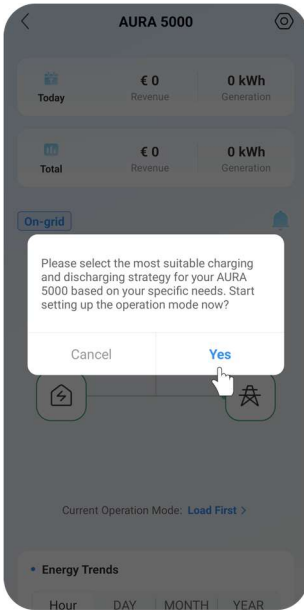 AURA 5000
€ 0 0 kWh
Today Revenue Generation
€ 0 0 kWh
Total Revenue Generation
On-grid
Please select the most suitable charging
and discharging strategy for your AURA
5000 based on your specific needs. Start
setting up the operation mode now?
Cancel Yes
Current Operation Mode: Load First >
Energy Trends
Hour DAY MONTH YEAR